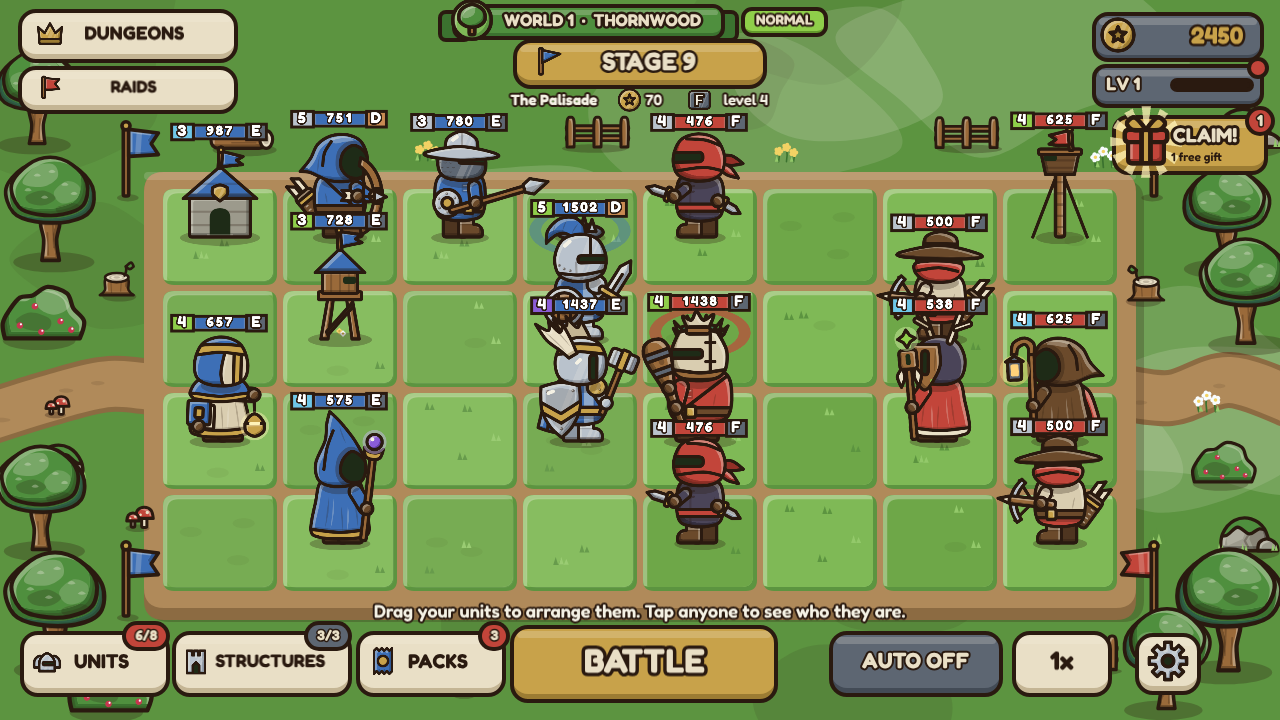 DUNGEONS
RAIDS
WORLD 1 • THORNWOOD
NORMAL
STAGE 9
The Palisade
70
F level 4
2450
LV 1
CLAIM!
1 free gift
1
3 987 E
5 751 D
3 780 E
4 476 F
4 625 F
3 728 E
5 1502 D
4 500 F
4 657 E
4 1437 E
4 1438 F
4 538 F
4 625 F
4 575 E
4 476 F
4 500 F
Drag your units to arrange them. Tap anyone to see who they are.
UNITS
6/8
STRUCTURES
3/3
PACKS
3
BATTLE
AUTO OFF
1x